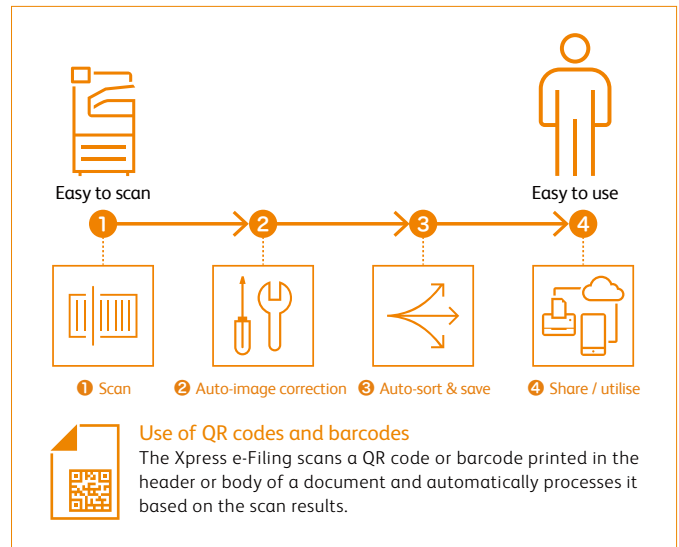 Easy to scan
Easy to use
1
2
3
4
❶ Scan
❷ Auto-image correction
❸ Auto-sort & save
❹ Share / utilise
Use of QR codes and barcodes
The Xpress e-Filing scans a QR code or barcode printed in the
header or body of a document and automatically processes it
based on the scan results.